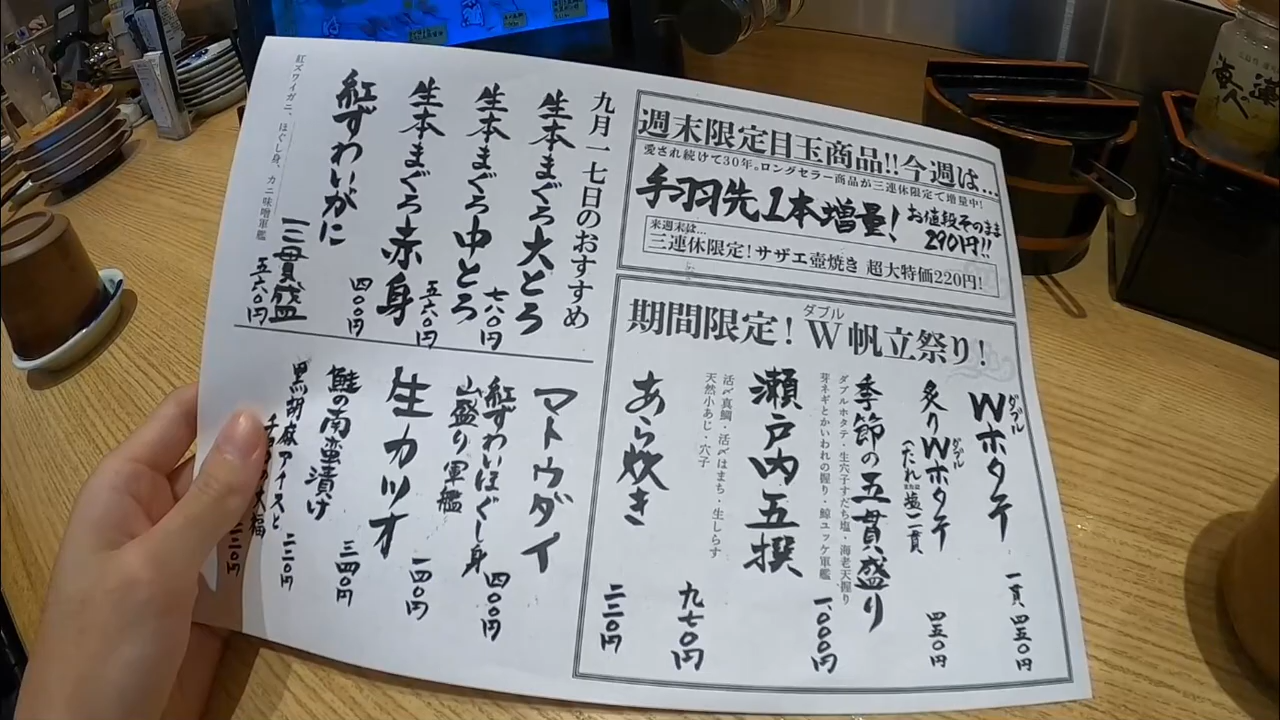 週末限定目玉商品!!今週は...
愛され続けて30年。ロングセラー商品が三連休限定で増量中!
手羽先1本増量! お値段そのまま290円!!
来週末は...
三連休限定!サザエ壺焼き 超大特価220円!
期間限定!W帆立祭り!
ダブル
Wホタテ 一貫 四五〇円
ダブル
炙りWホタテ 四五〇円
ダブル
(たれまたは塩)一貫
季節の五貫盛り 一、〇〇〇円
ダブルホタテ・生穴子すだち塩・海老天握り
芽ネギとかいわれの握り・鯨ユッケ軍艦
瀬戸内五撰 九七〇円
活〆真鯛・活〆はまち・生しらす
天然小あじ・穴子
あら炊き 二二〇円
九月一七日のおすすめ
生本まぐろ大とろ 七八〇円
生本まぐろ中とろ 五六〇円
生本まぐろ赤身 四〇〇円
紅ずわいがに 三貫盛 五六〇円
紅ズワイガニ、ほぐし身、カニ味噌軍艦
マトウダイ
紅ずわいほぐし身 四〇〇円
山盛り軍艦
生カツオ 一四〇円
鮭の南蛮漬け 三四〇円
黒胡麻アイスと 二二〇円
大福 二二〇円